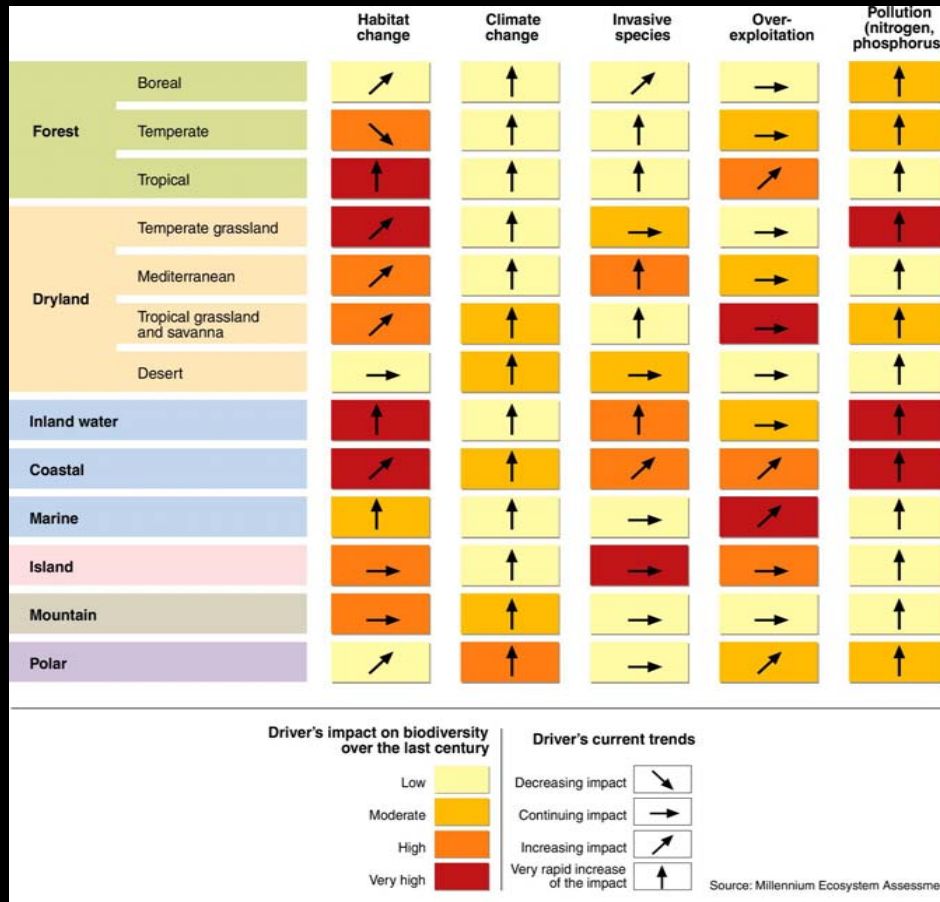 Habitat
change
Climate
change
Invasive
species
Over-
exploitation
Pollution
(nitrogen,
phosphorus
Forest
Boreal
Temperate
Tropical
Dryland
Temperate grassland
Mediterranean
Tropical grassland
and savanna
Desert
Inland water
Coastal
Marine
Island
Mountain
Polar
Driver's impact on biodiversity
over the last century
Low
Moderate
High
Very high
Driver's current trends
Decreasing impact
Continuing impact
Increasing impact
Very rapid increase
of the impact
Source: Millennium Ecosystem Assessme